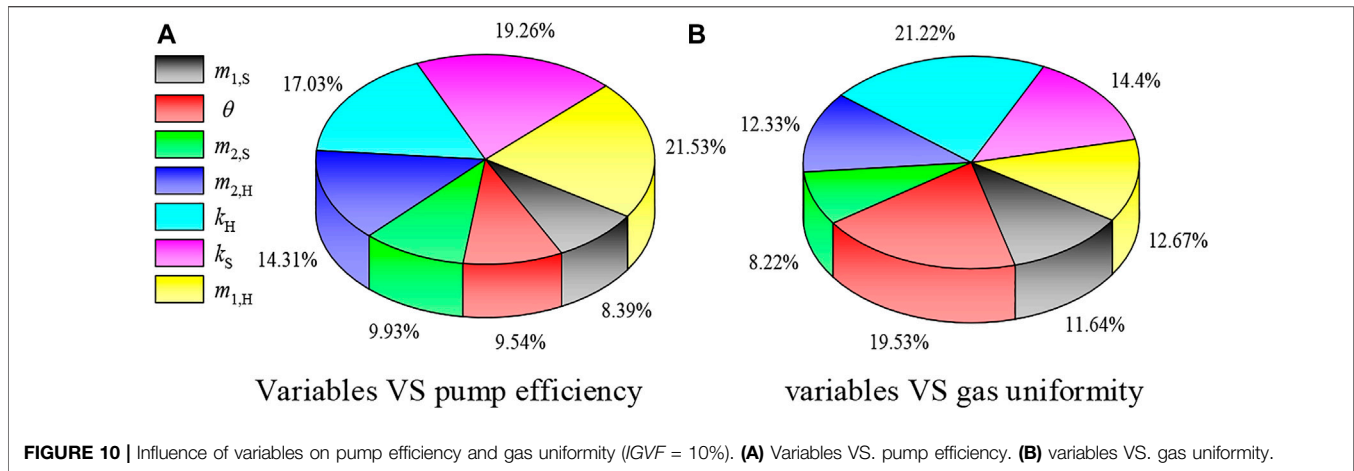 A
m1,S
θ
m2,S
m2,H
kH
kS
m1,H
19.26%
17.03%
21.53%
14.31%
8.39%
9.93%
9.54%
Variables VS pump efficiency
B
21.22%
14.4%
12.33%
12.67%
8.22%
11.64%
19.53%
variables VS gas uniformity
FIGURE 10 | Influence of variables on pump efficiency and gas uniformity (IGVF = 10%). (A) Variables VS. pump efficiency. (B) variables VS. gas uniformity.